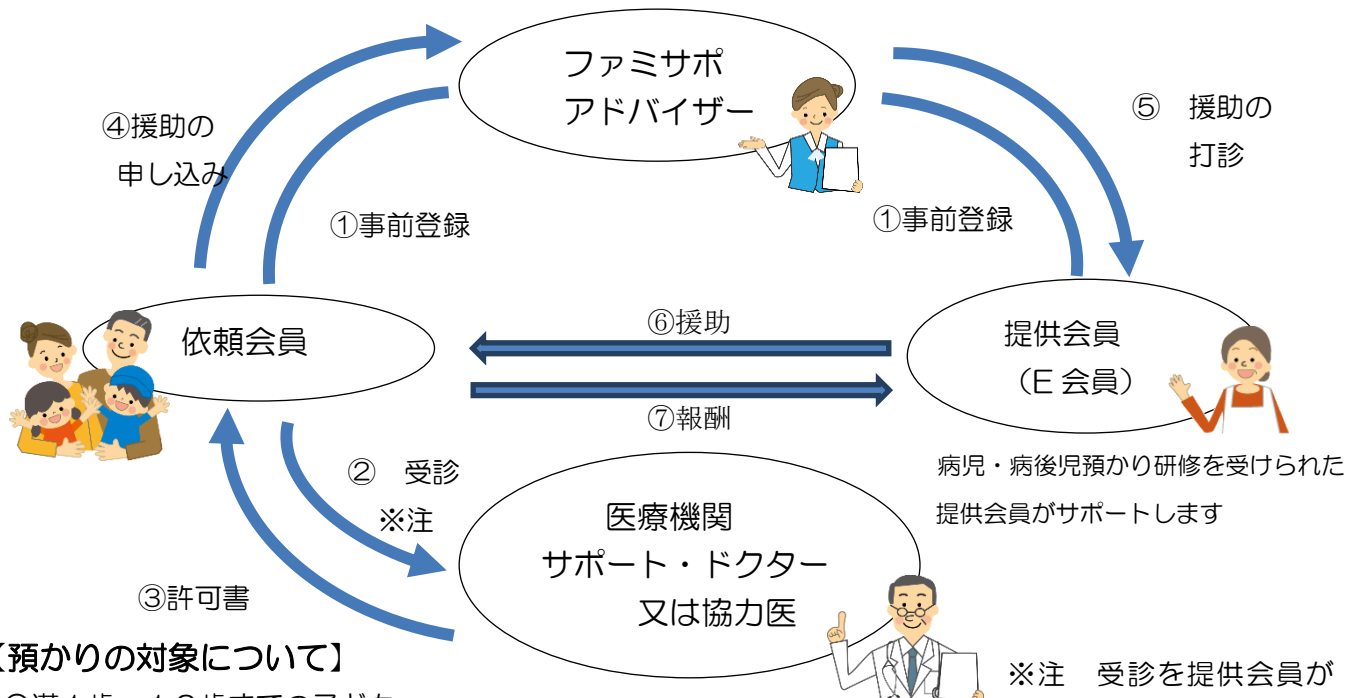 ファミサポ
アドバイザー
④援助の
申し込み
⑤ 援助の
打診
①事前登録
①事前登録
依頼会員
⑥援助
提供会員
（E 会員）
⑦報酬
病児・病後児預かり研修を受けられた
提供会員がサポートします
② 受診
※注
医療機関
サポート・ドクター
又は協力医
③許可書
【預かりの対象について】
※注 受診を提供会員が